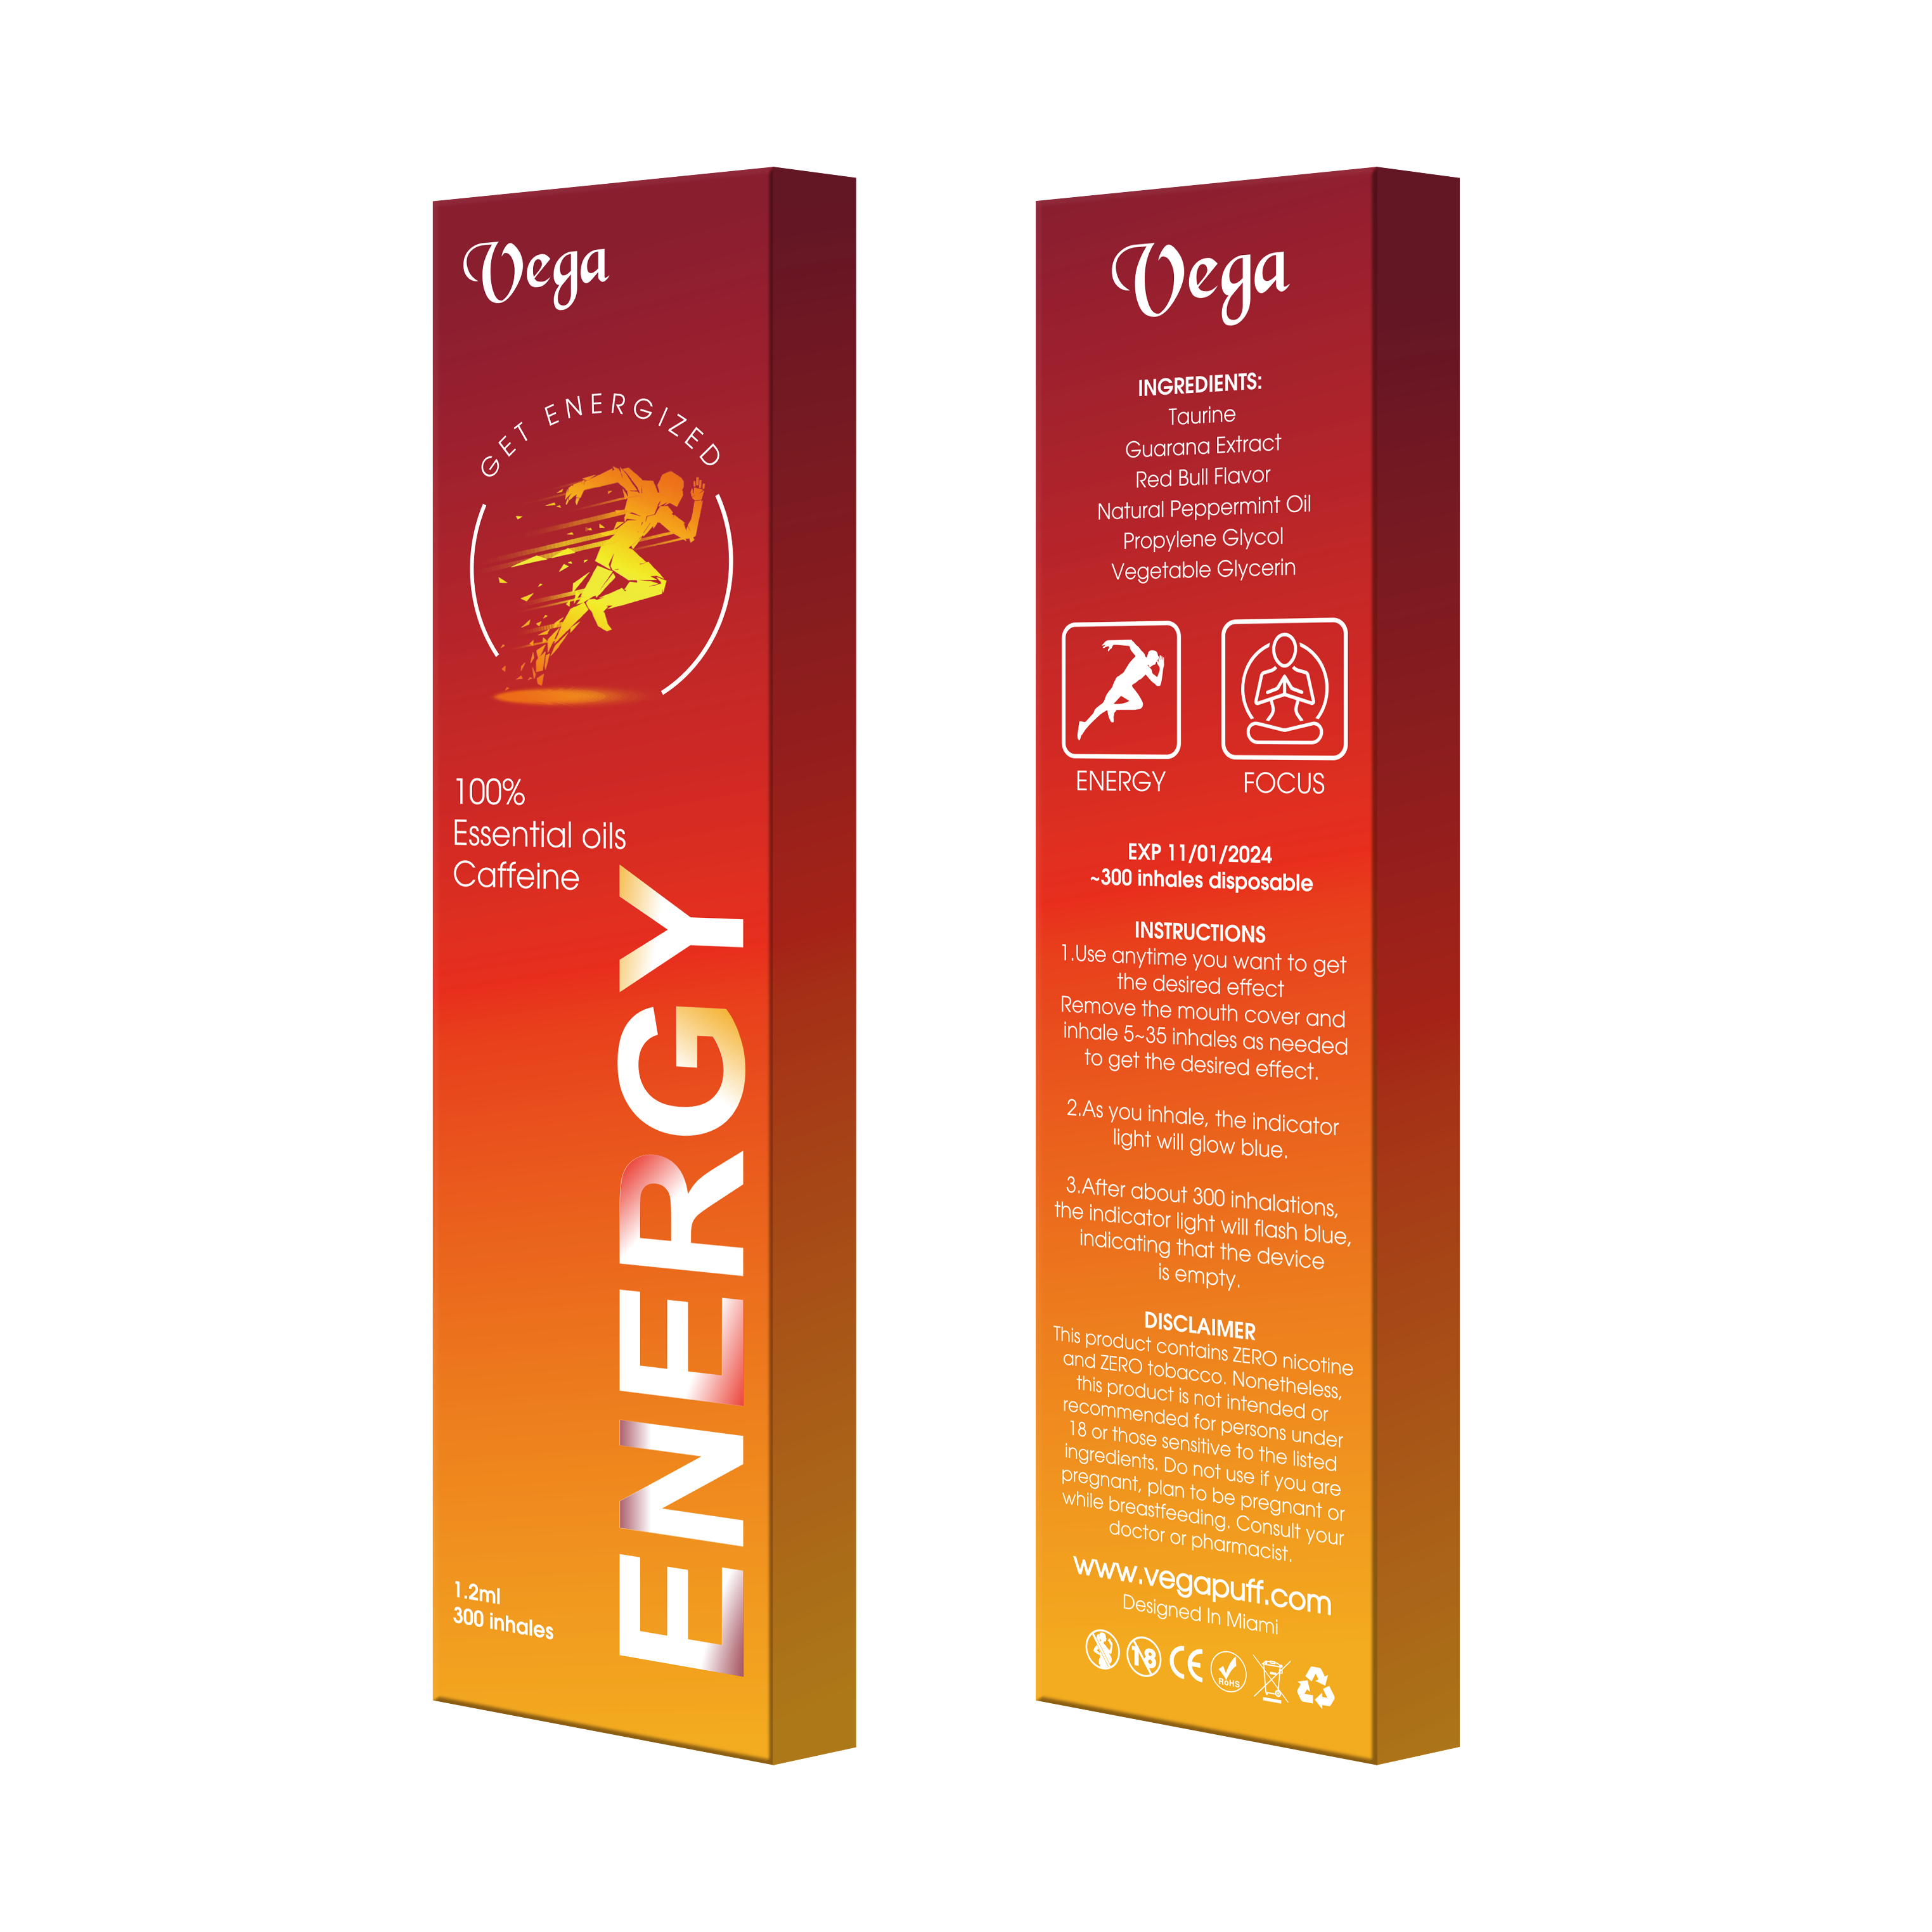 Vega
GET ENERGIZED
100%
Essential oils
Caffeine
ENERGY
1.2ml
300 inhales
Vega
INGREDIENTS:
Taurine
Guarana Extract
Red Bull Flavor
Natural Peppermint Oil
Propylene Glycol
Vegetable Glycerin
ENERGY
FOCUS
EXP 11/01/2024
~300 inhales disposable
INSTRUCTIONS
1.Use anytime you want to get
the desired effect
Remove the mouth cover and
inhale 5~35 inhales as needed
to get the desired effect.
2.As you inhale, the indicator
light will glow blue.
3.After about 300 inhalations,
the indicator light will flash blue,
indicating that the device
is empty.
DISCLAIMER
This product contains ZERO nicotine
and ZERO tobacco. Nonetheless,
this product is not intended or
recommended for persons under
18 or those sensitive to the listed
ingredients. Do not use if you are
pregnant, plan to be pregnant or
while breastfeeding. Consult your
doctor or pharmacist.
www.vegapuff.com
Designed In Miami
18 CE RoHS